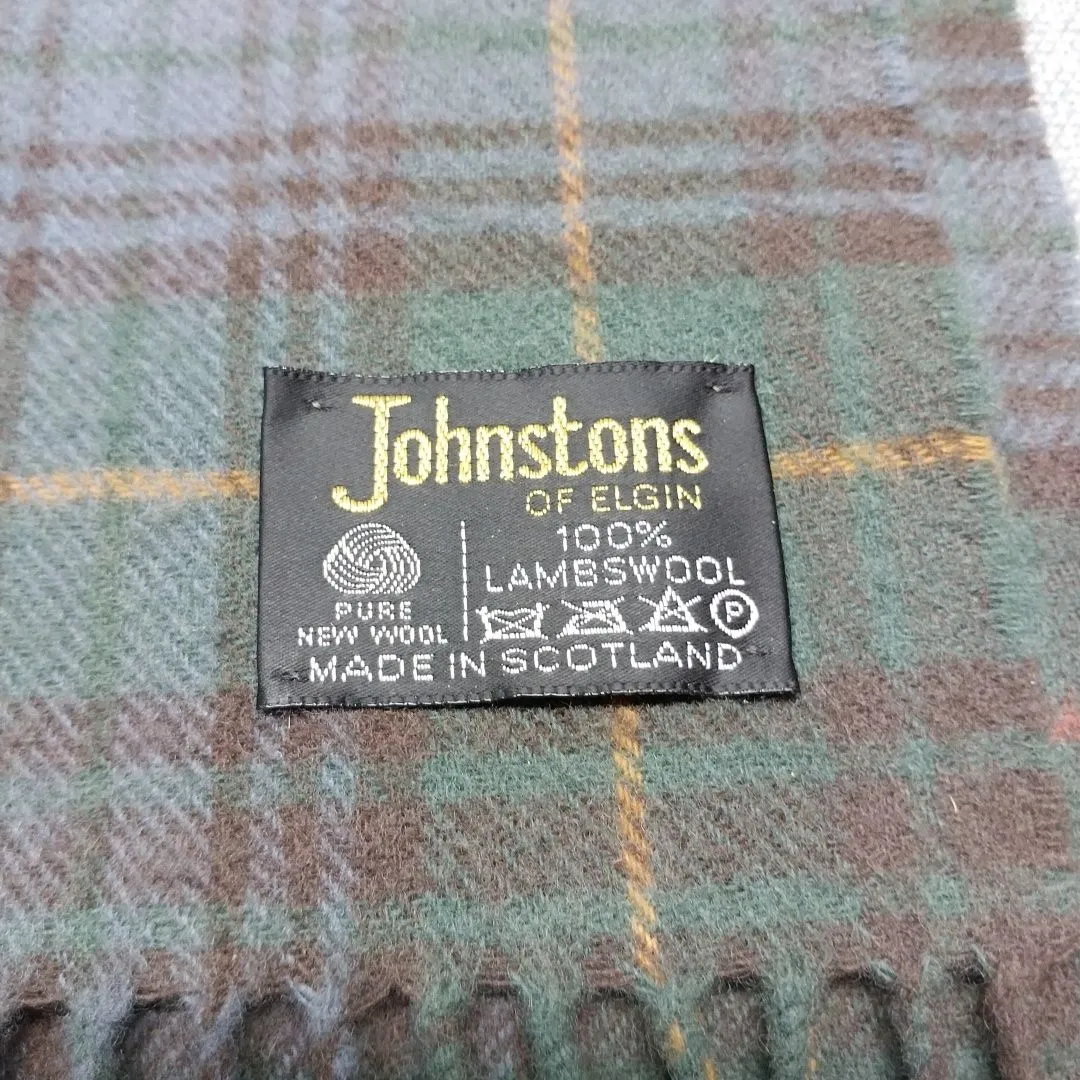 Johnstons
OF ELGIN
100%
LAMBSWOOL
PURE
NEW WOOL
P
MADE IN SCOTLAND